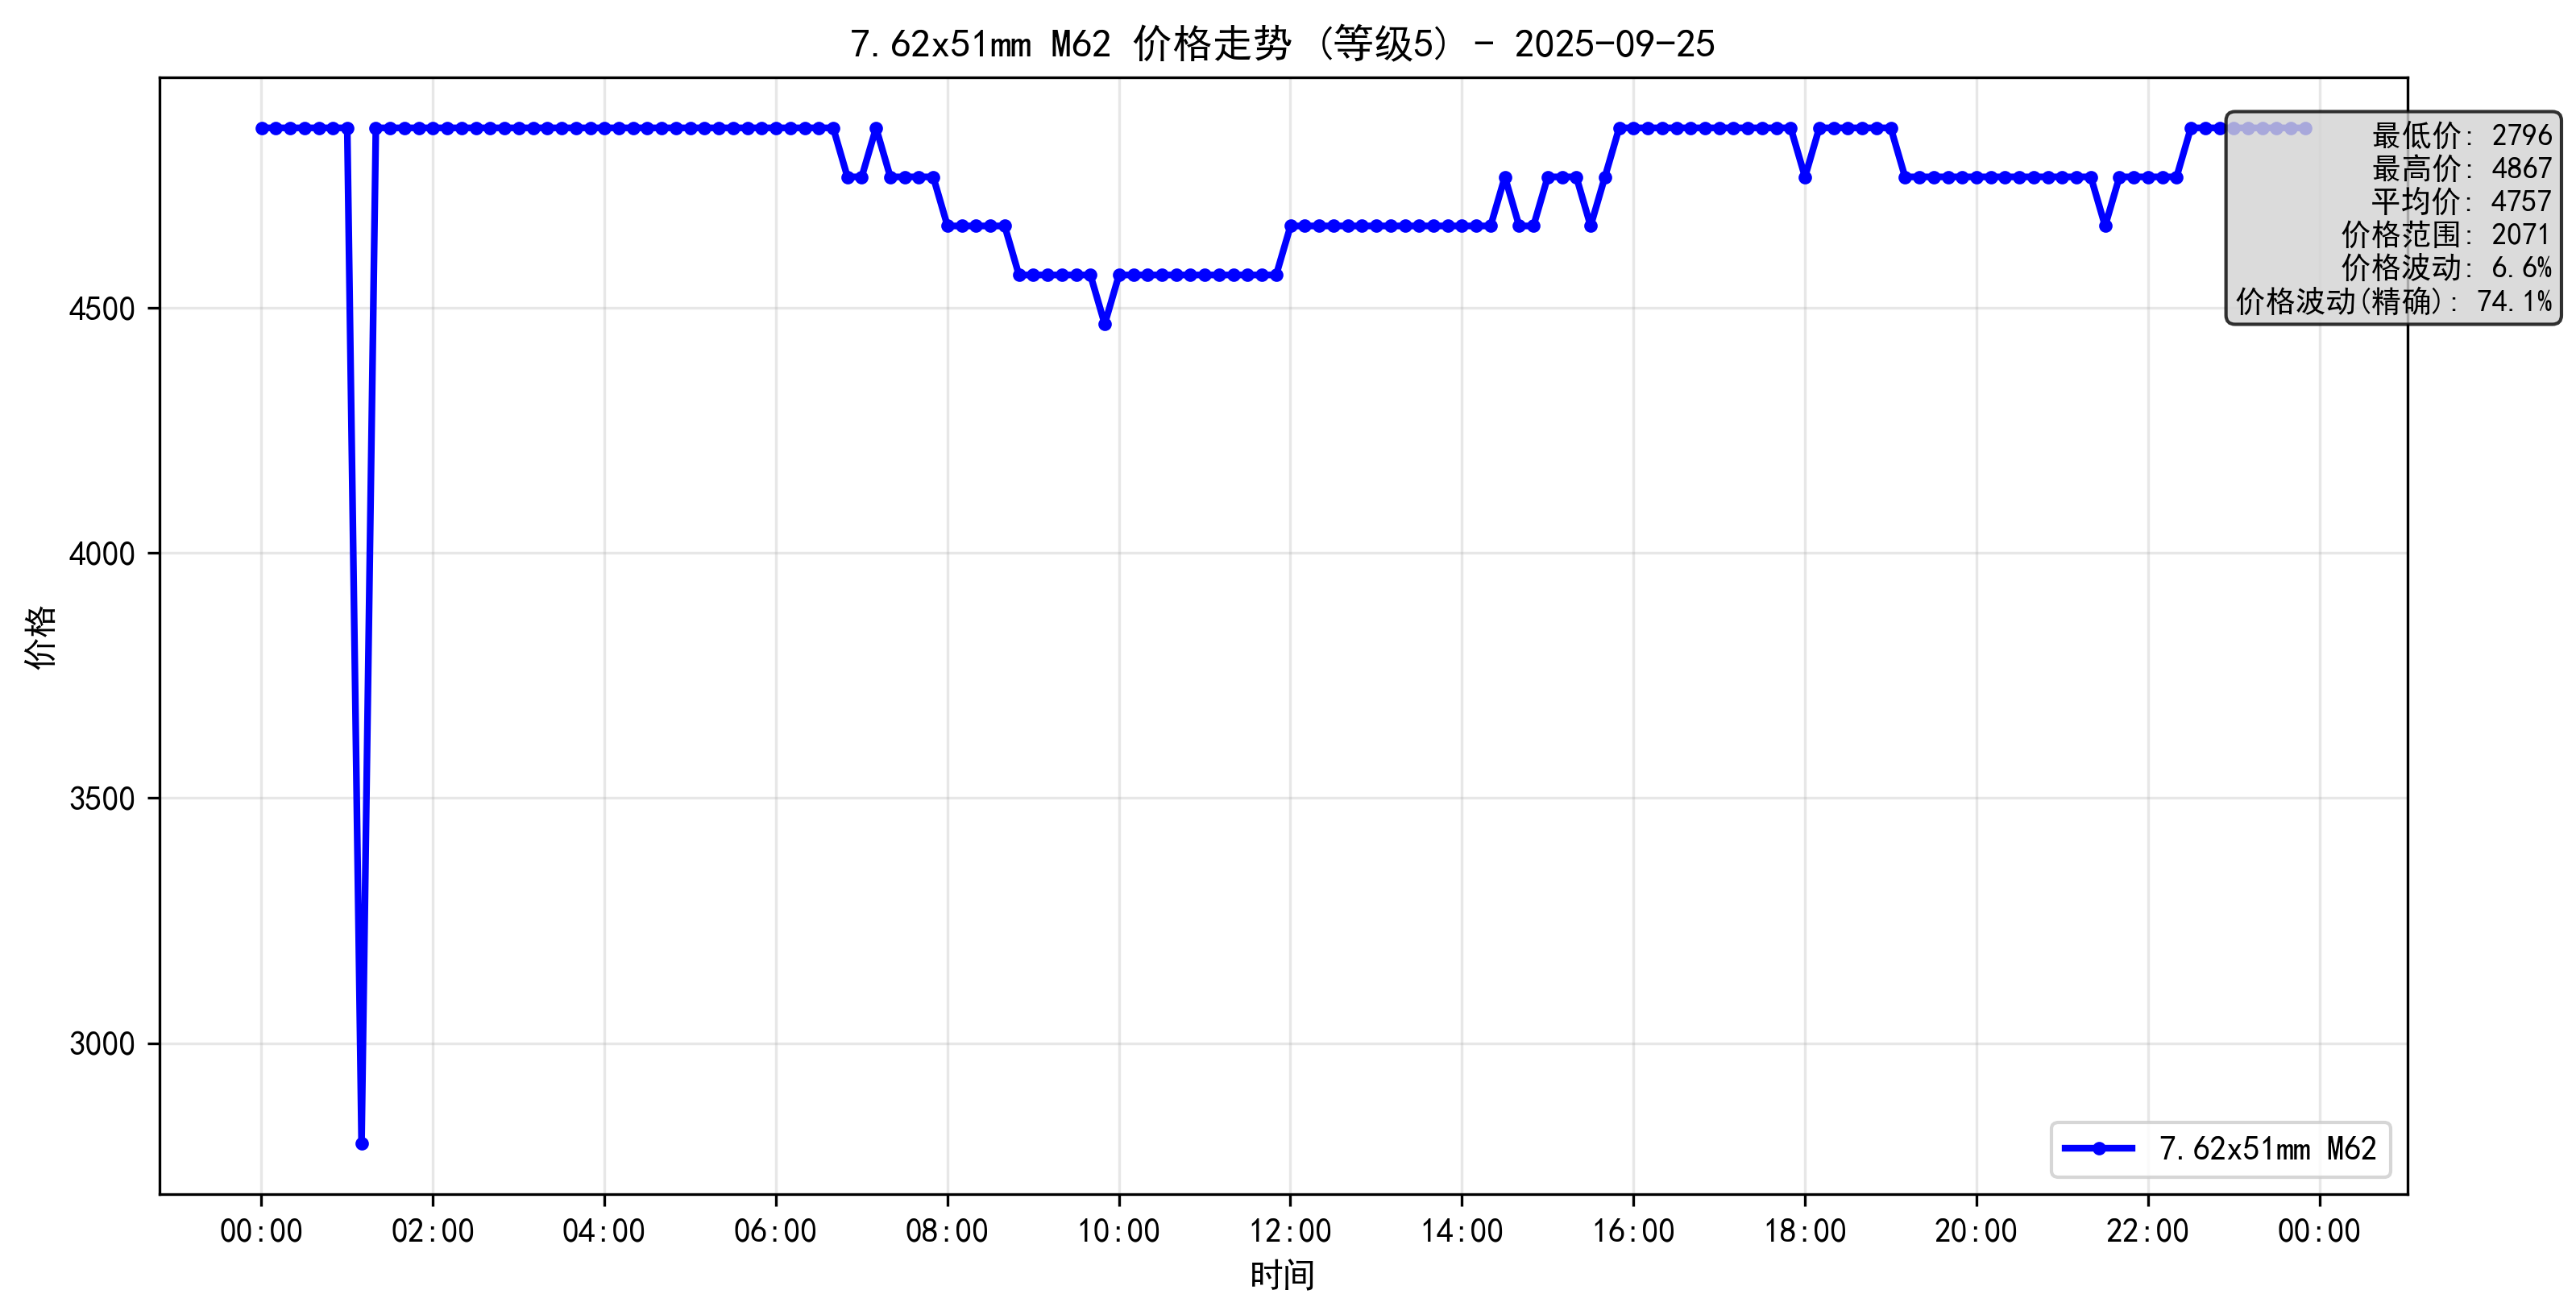 7.62x51mm M62 价格走势 (等级5) - 2025-09-25
最低价: 2796
最高价: 4867
平均价: 4757
价格范围: 2071
价格波动: 6.6%
价格波动(精确): 74.1%
4500
4000
3500
3000
价格
7.62x51mm M62
00:00 02:00 04:00 06:00 08:00 10:00 12:00 14:00 16:00 18:00 20:00 22:00 00:00
时间